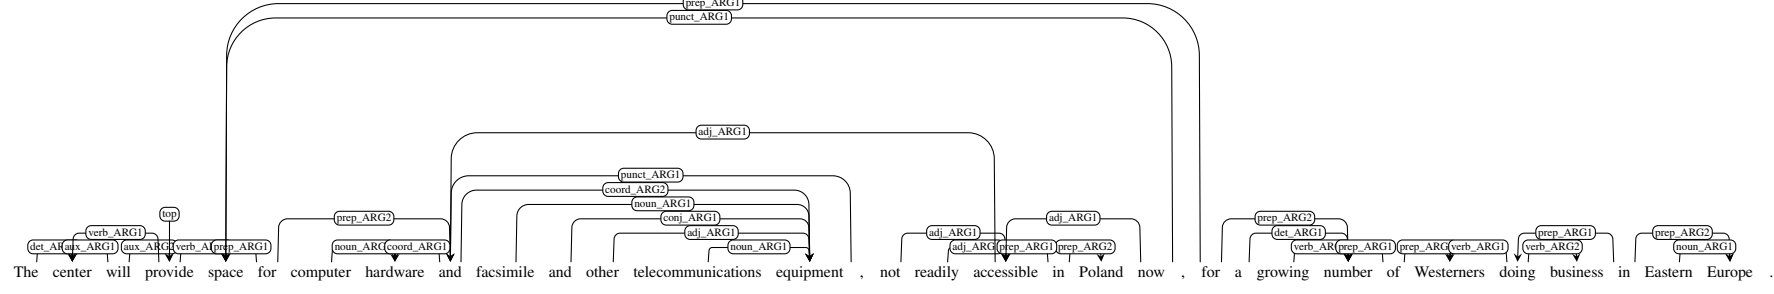 prep_ARG1
punct_ARG1
adj_ARG1
punct_ARG1
coord_ARG2
noun_ARG1
top prep_ARG2 conj_ARG1 adj_ARG1 prep_ARG2
verb_ARG1 adj_ARG1 adj_ARG1 det_ARG1 prep_ARG1 prep_ARG2
aux_ARG1 prep_ARG1 coord_ARG1 noun_ARG1 prep_ARG1 prep_ARG2 prep_ARG1 verb_ARG1 verb_ARG2 noun_ARG1
The center will provide space for computer hardware and facsimile and other telecommunications equipment , not readily accessible in Poland now , for a growing number of Westerners doing business in Eastern Europe .